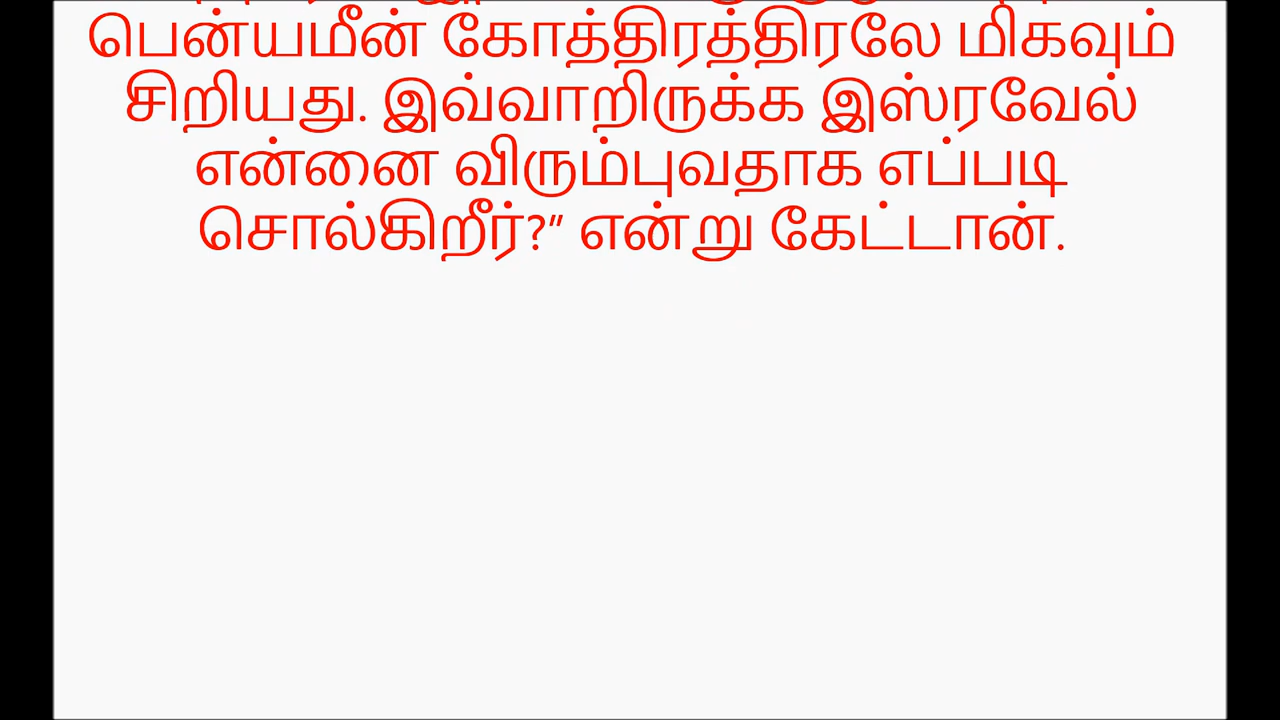 பென்யமீன் கோத்திரத்திரலே மிகவும்
சிறியது. இவ்வாறிருக்க இஸ்ரவேல்
என்னை விரும்புவதாக எப்படி
சொல்கிறீர்?” என்று கேட்டான்.